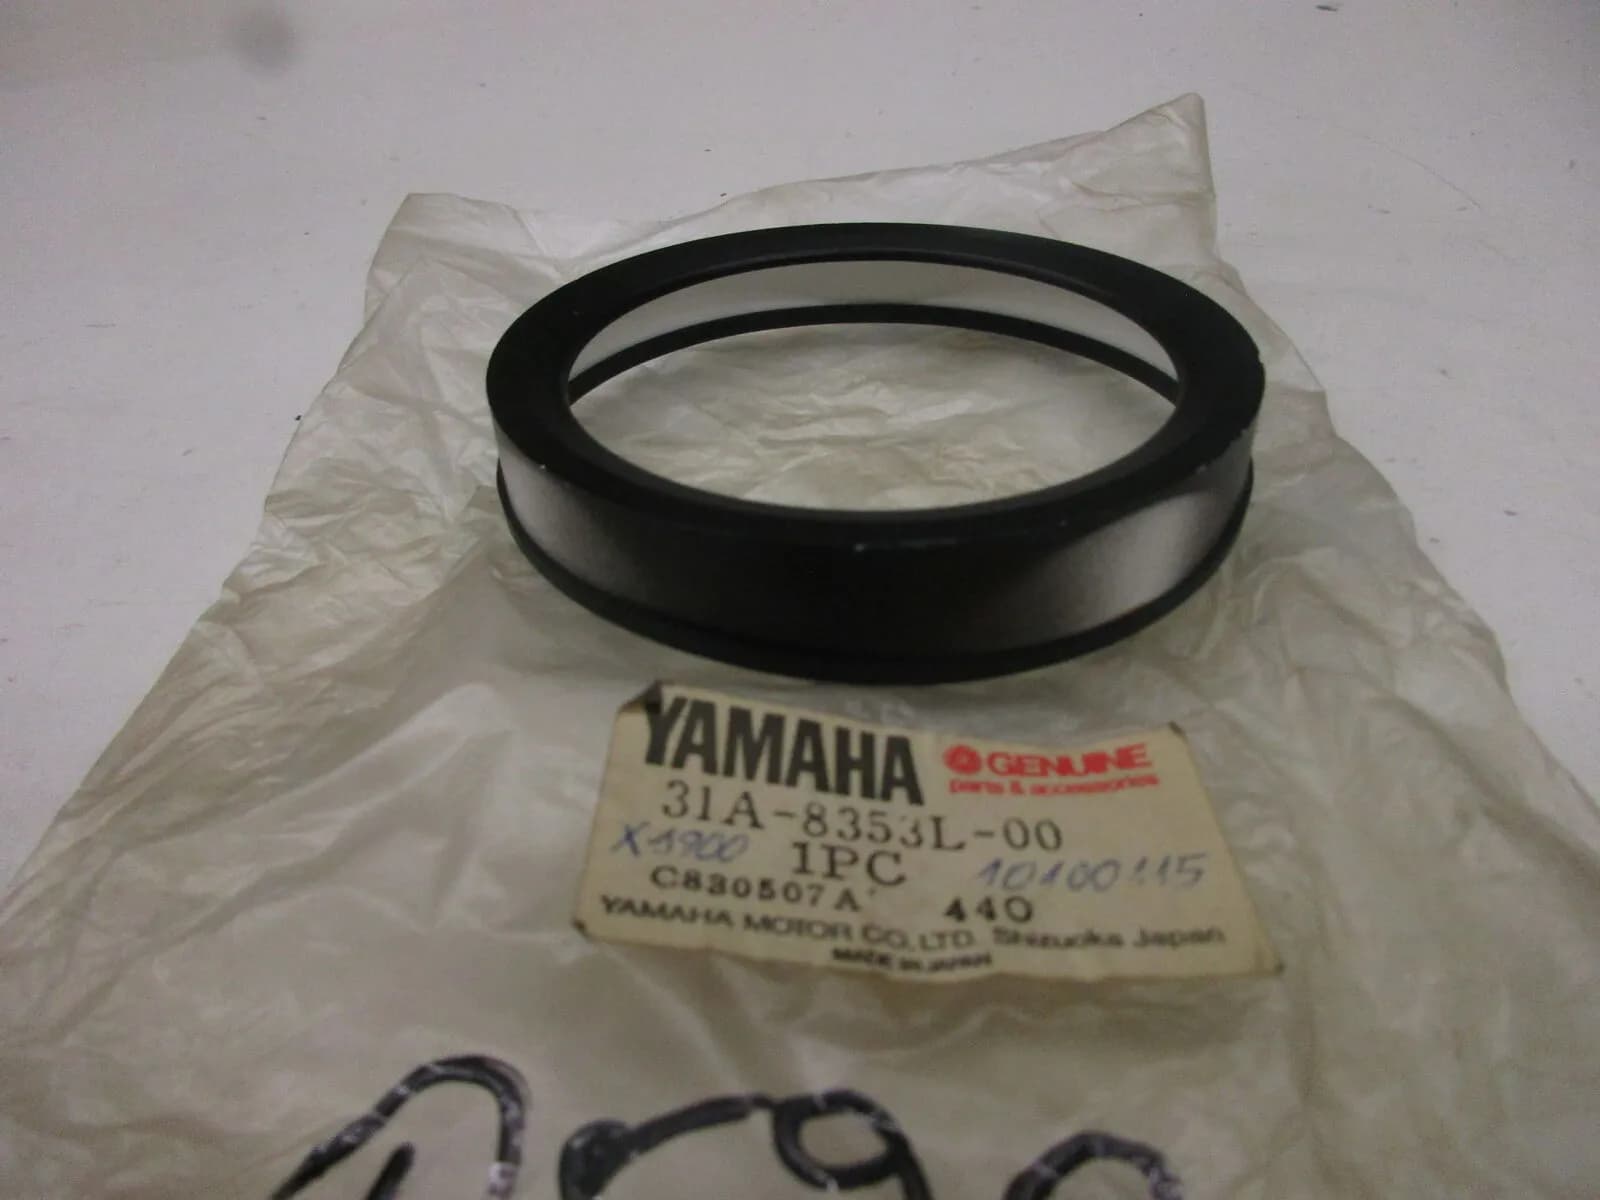 YAMAHA GENUINE
parts & accessories
31A-8353L-00
X1900 1PC 10100115
C830507A 440
YAMAHA MOTOR CO., LTD. Shizuoka Japan
MADE IN JAPAN